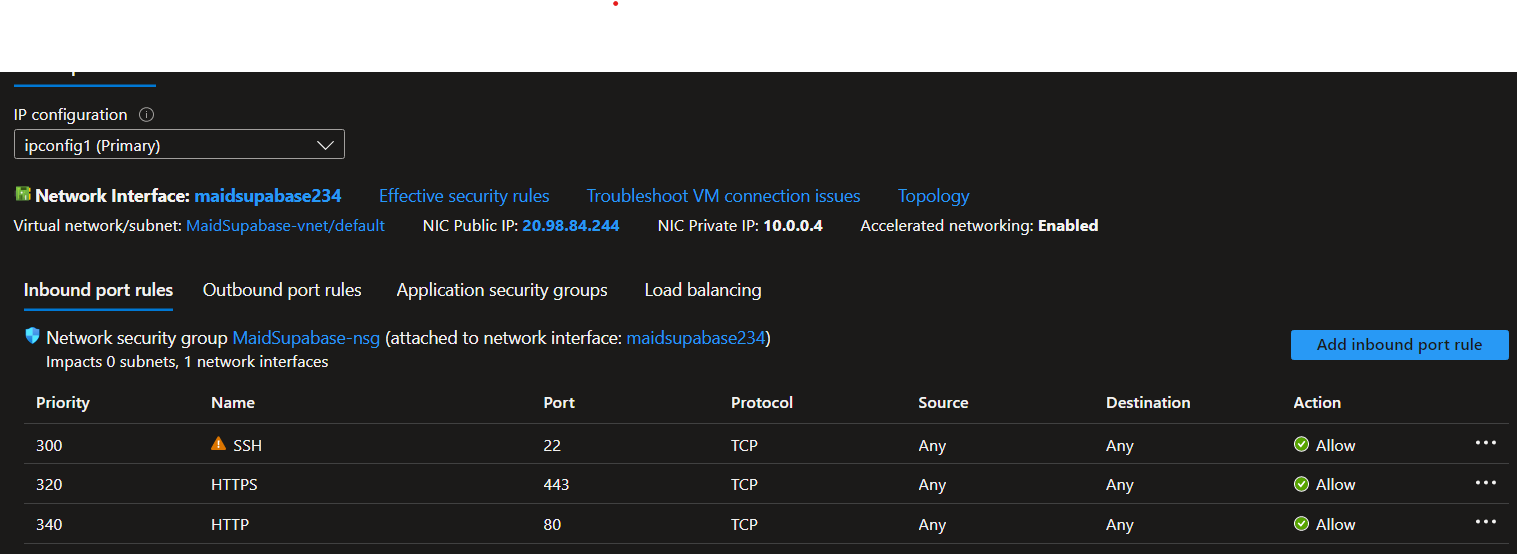 IP configuration
ipconfig1 (Primary)
Network Interface: maidsupabase234 Effective security rules Troubleshoot VM connection issues Topology
Virtual network/subnet: MaidSupabase-vnet/default NIC Public IP: 20.98.84.244 NIC Private IP: 10.0.0.4 Accelerated networking: Enabled
Inbound port rules Outbound port rules Application security groups Load balancing
Network security group MaidSupabase-nsg (attached to network interface: maidsupabase234)
Add inbound port rule
Impacts 0 subnets, 1 network interfaces
Priority Name Port Protocol Source Destination Action
300 SSH 22 TCP Any Any Allow
320 HTTPS 443 TCP Any Any Allow
340 HTTP 80 TCP Any Any Allow